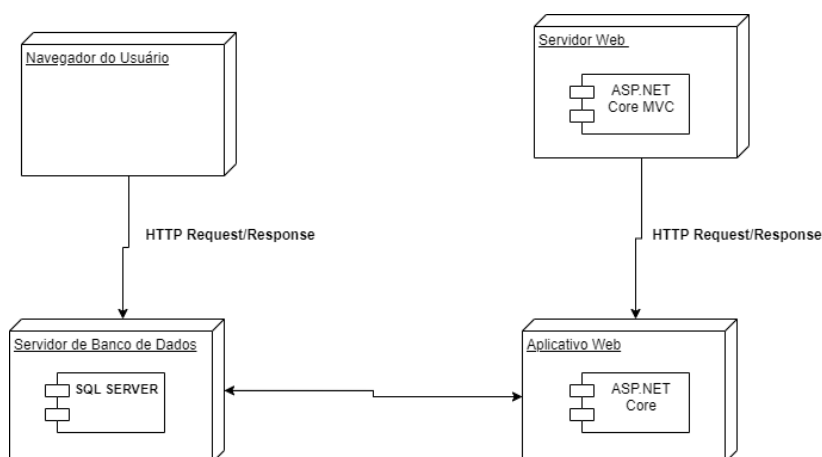 Navegador do Usuário
Servidor Web
ASP.NET
Core MVC
HTTP Request/Response
HTTP Request/Response
Servidor de Banco de Dados
SQL SERVER
Aplicativo Web
ASP.NET
Core